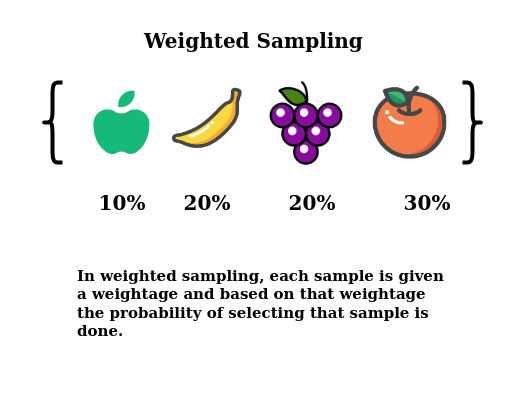 Weighted Sampling
10% 20% 20% 30%
In weighted sampling, each sample is given
a weightage and based on that weightage
the probability of selecting that sample is
done.